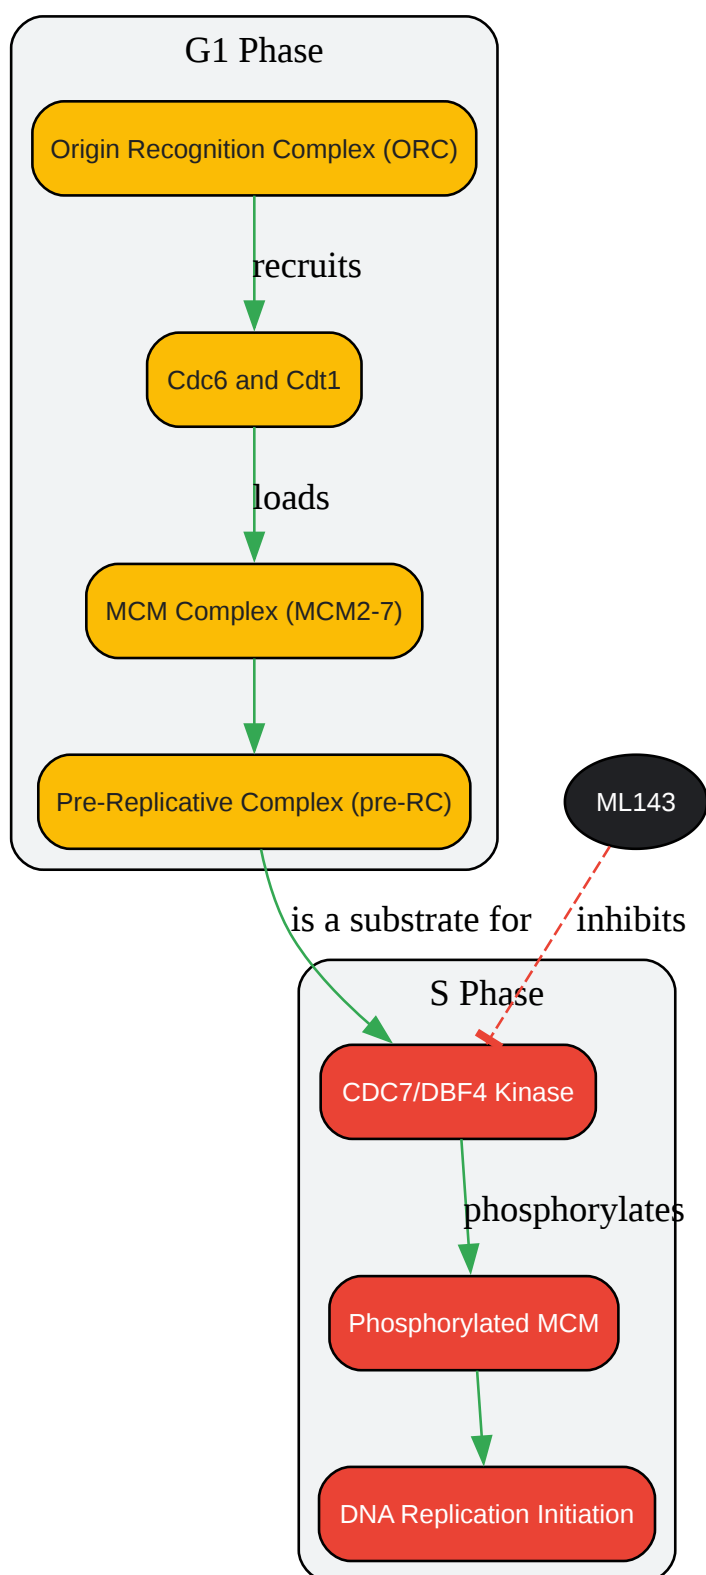 G1 Phase
Origin Recognition Complex (ORC)
recruits
Cdc6 and Cdt1
loads
MCM Complex (MCM2-7)
Pre-Replicative Complex (pre-RC)
ML143
is a substrate for
inhibits
S Phase
CDC7/DBF4 Kinase
phosphorylates
Phosphorylated MCM
DNA Replication Initiation